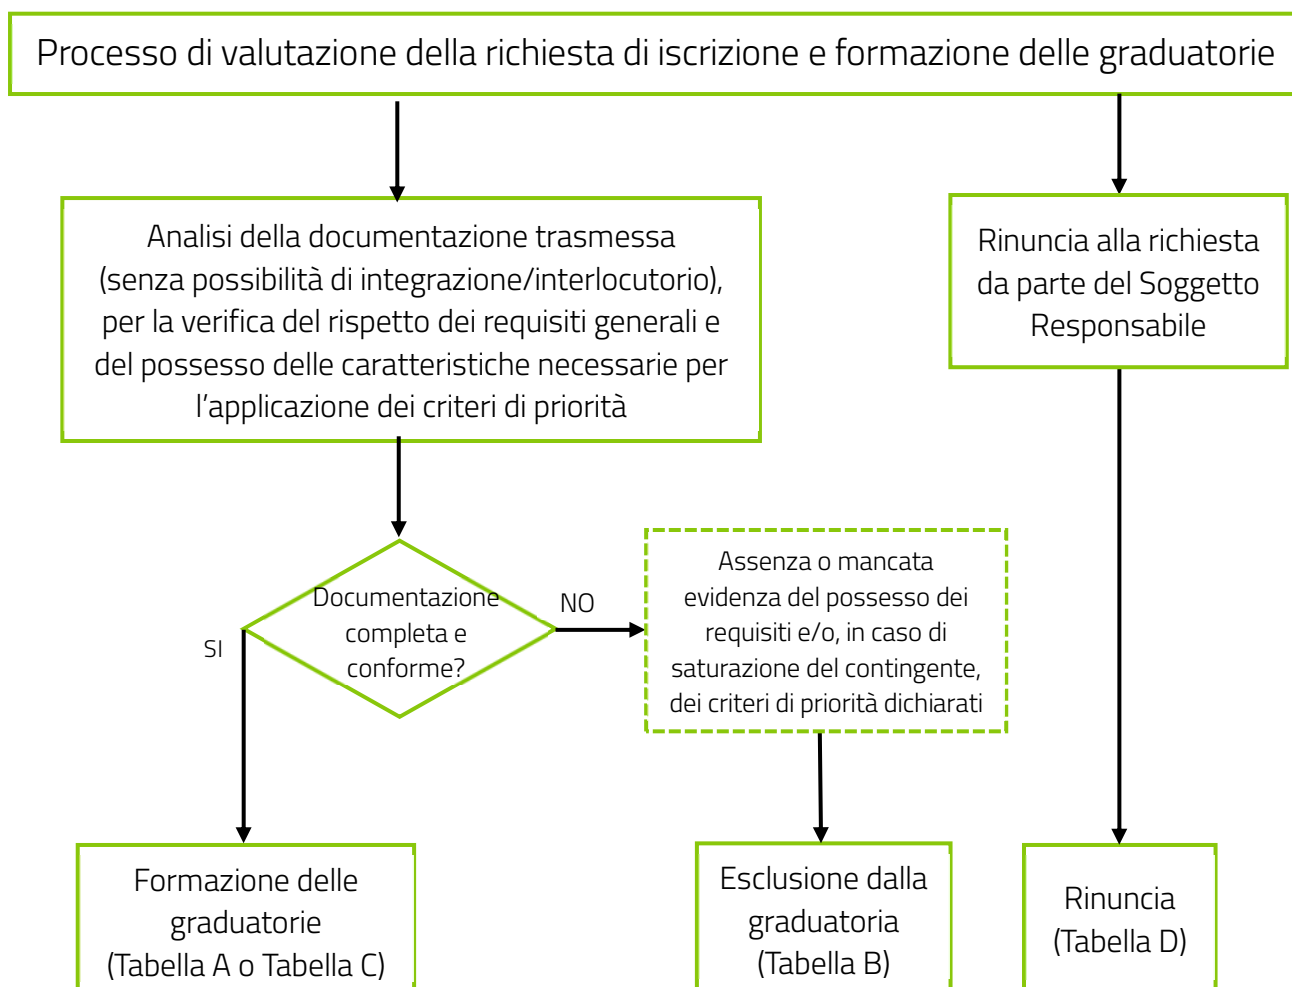 Processo di valutazione della richiesta di iscrizione e formazione delle graduatorie
Analisi della documentazione trasmessa
(senza possibilità di integrazione/interlocutorio),
per la verifica del rispetto dei requisiti generali e
del possesso delle caratteristiche necessarie per
l'applicazione dei criteri di priorità
Rinuncia alla richiesta
da parte del Soggetto
Responsabile
Documentazione
completa e
conforme?
SI
NO
Assenza o mancata
evidenza del possesso dei
requisiti e/o, in caso di
saturazione del contingente,
dei criteri di priorità dichiarati
Formazione delle
graduatorie
(Tabella A o Tabella C)
Esclusione dalla
graduatoria
(Tabella B)
Rinuncia
(Tabella D)